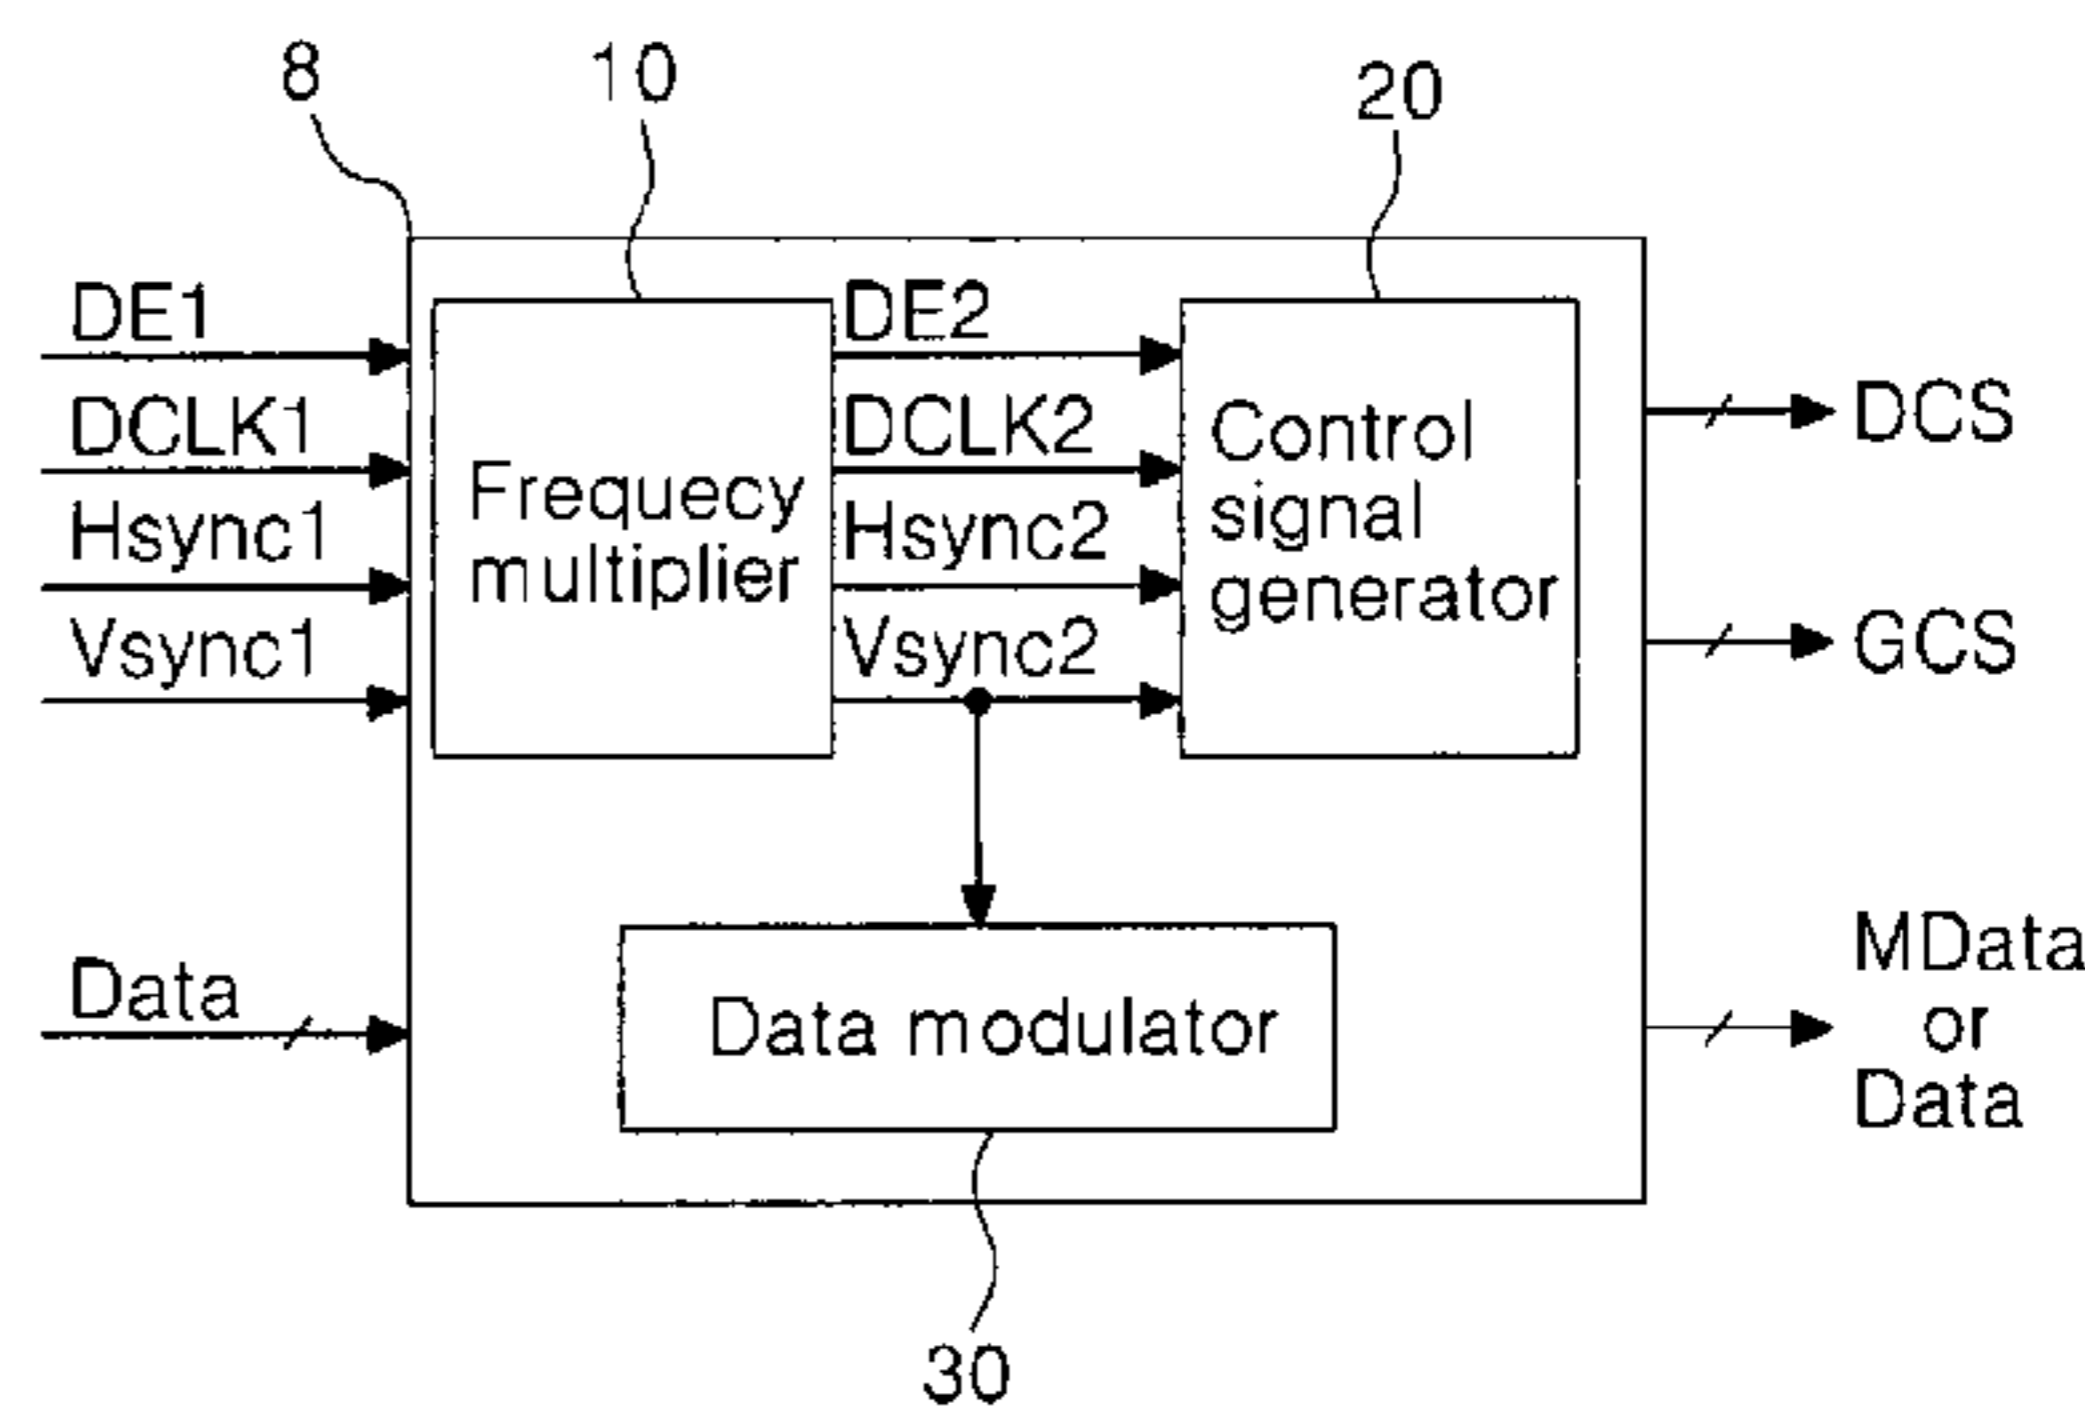 8
10
20
DE1
DCLK1
Hsync1
Vsync1
Frequecy
multiplier
DE2
DCLK2
Hsync2
Vsync2
Control
signal
generator
DCS
GCS
Data
Data modulator
MData
or
Data
30